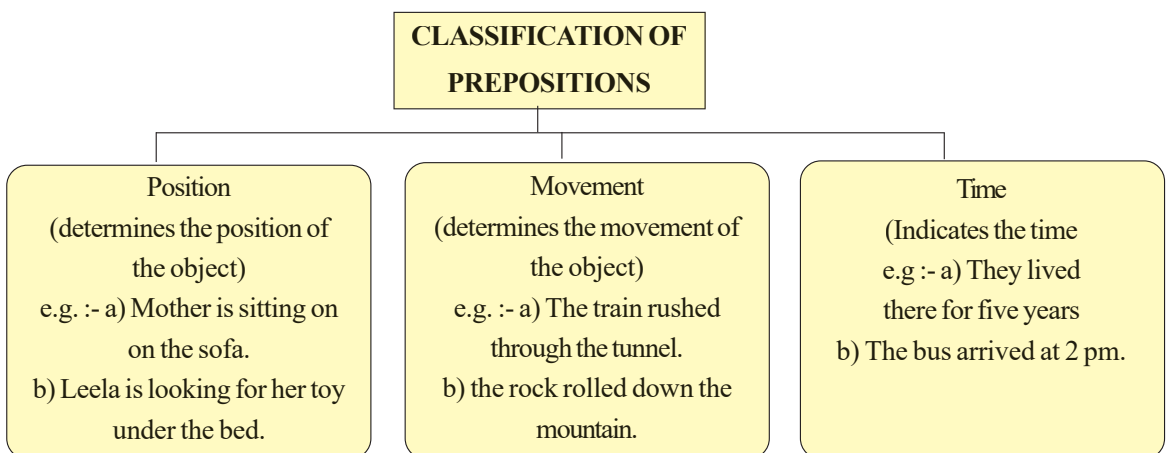 CLASSIFICATION OF
PREPOSITIONS
Position
(determines the position of
the object)
e.g. :- a) Mother is sitting on
on the sofa.
b) Leela is looking for her toy
under the bed.
Movement
(determines the movement of
the object)
e.g. :- a) The train rushed
through the tunnel.
b) the rock rolled down the
mountain.
Time
(Indicates the time
e.g :- a) They lived
there for five years
b) The bus arrived at 2 pm.